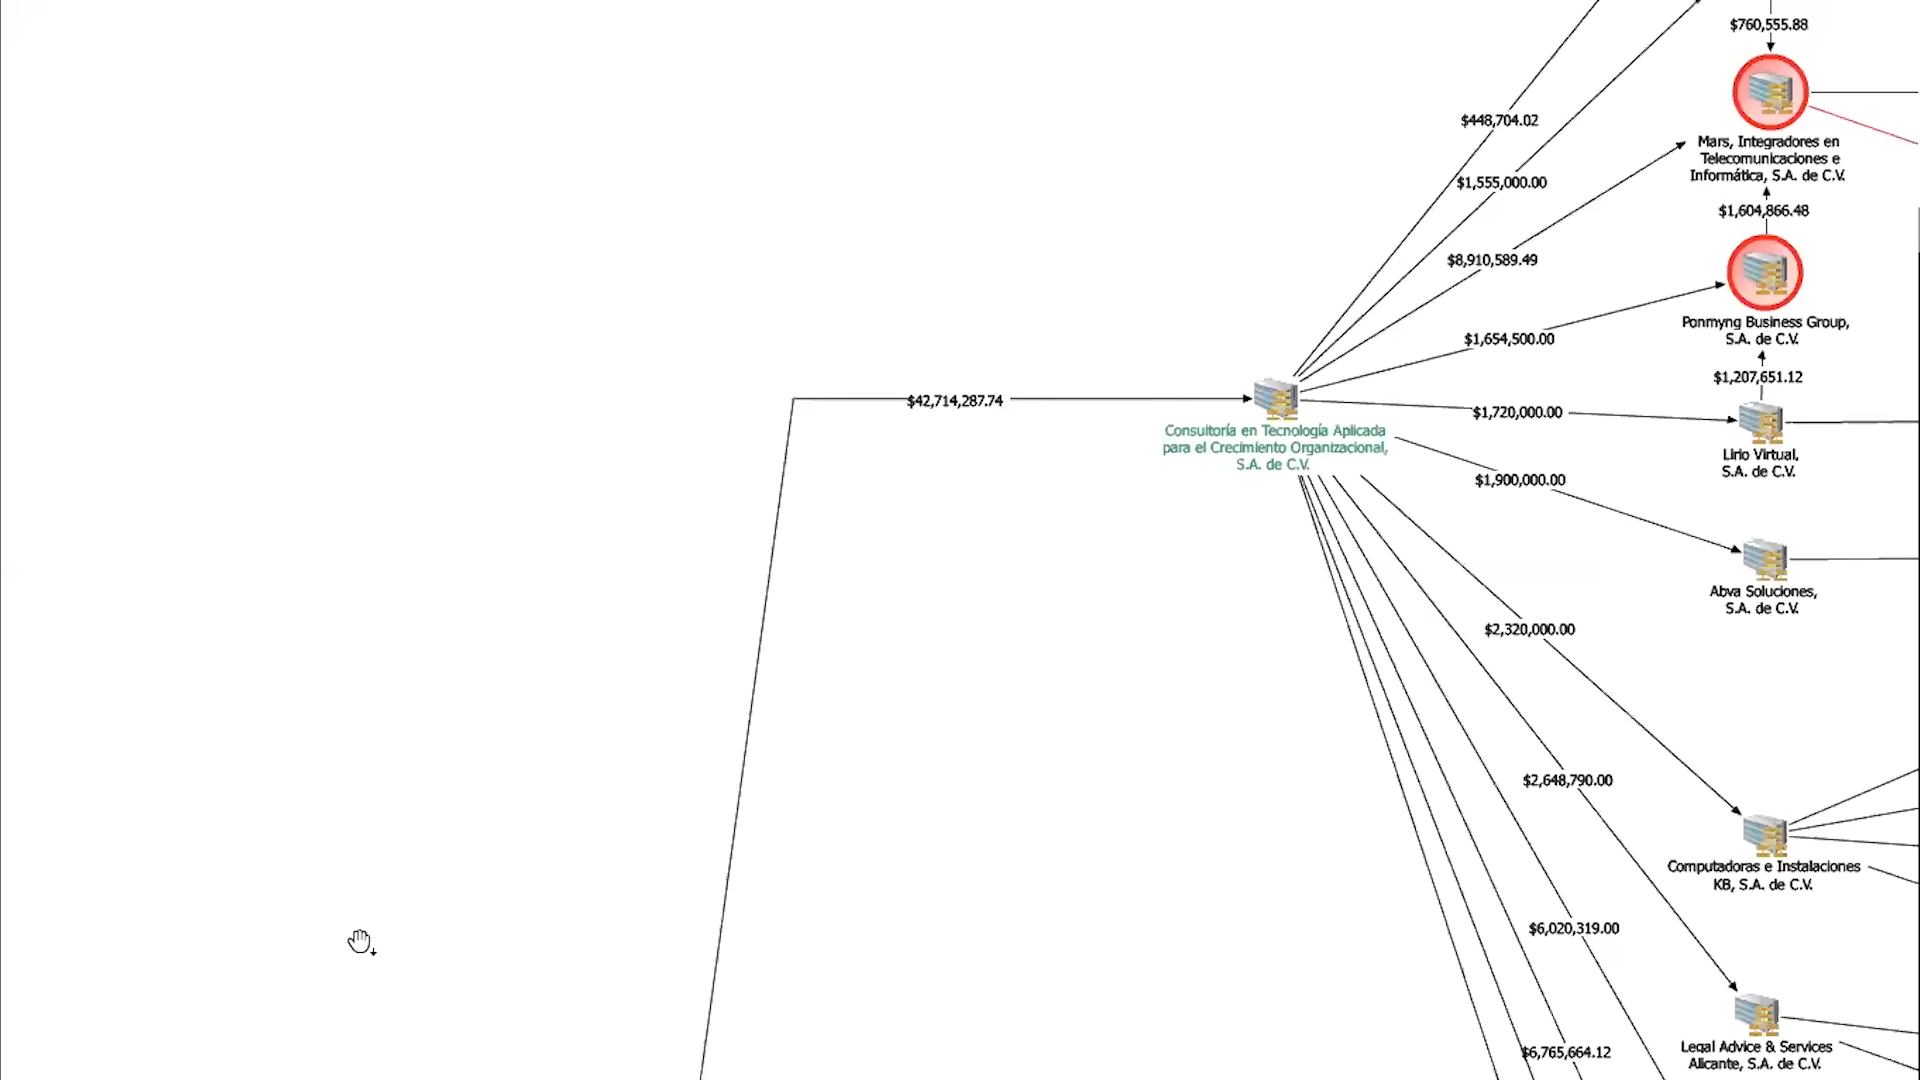 $760,555.88
$448,704.02
Mars, Integradores en
Telecomunicaciones e
Informática, S.A. de C.V.
$1,555,000.00
$1,604,866.48
$8,910,589.49
Ponmyng Business Group,
S.A. de C.V.
$1,654,500.00
$1,207,651.12
$42,714,287.74
$1,720,000.00
Consultoría en Tecnología Aplicada
para el Crecimiento Organizacional,
S.A. de C.V.
Lirio Virtual,
S.A. de C.V.
$1,900,000.00
Abva Soluciones,
S.A. de C.V.
$2,320,000.00
$2,648,790.00
Computadoras e Instalaciones
KB, S.A. de C.V.
$6,020,319.00
Legal Advice & Services
Alicante, S.A. de C.V.
$6,765,664.12